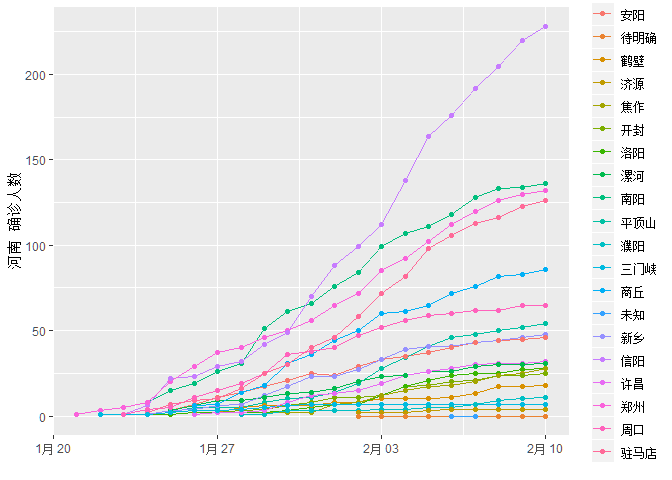 河南 确诊人数
200
150
100
50
0
1月 20
1月 27
2月 03
2月 10
安阳
待明确
鹤壁
济源
焦作
开封
洛阳
漯河
南阳
平顶山
濮阳
三门峡
商丘
未知
新乡
信阳
许昌
郑州
周口
驻马店